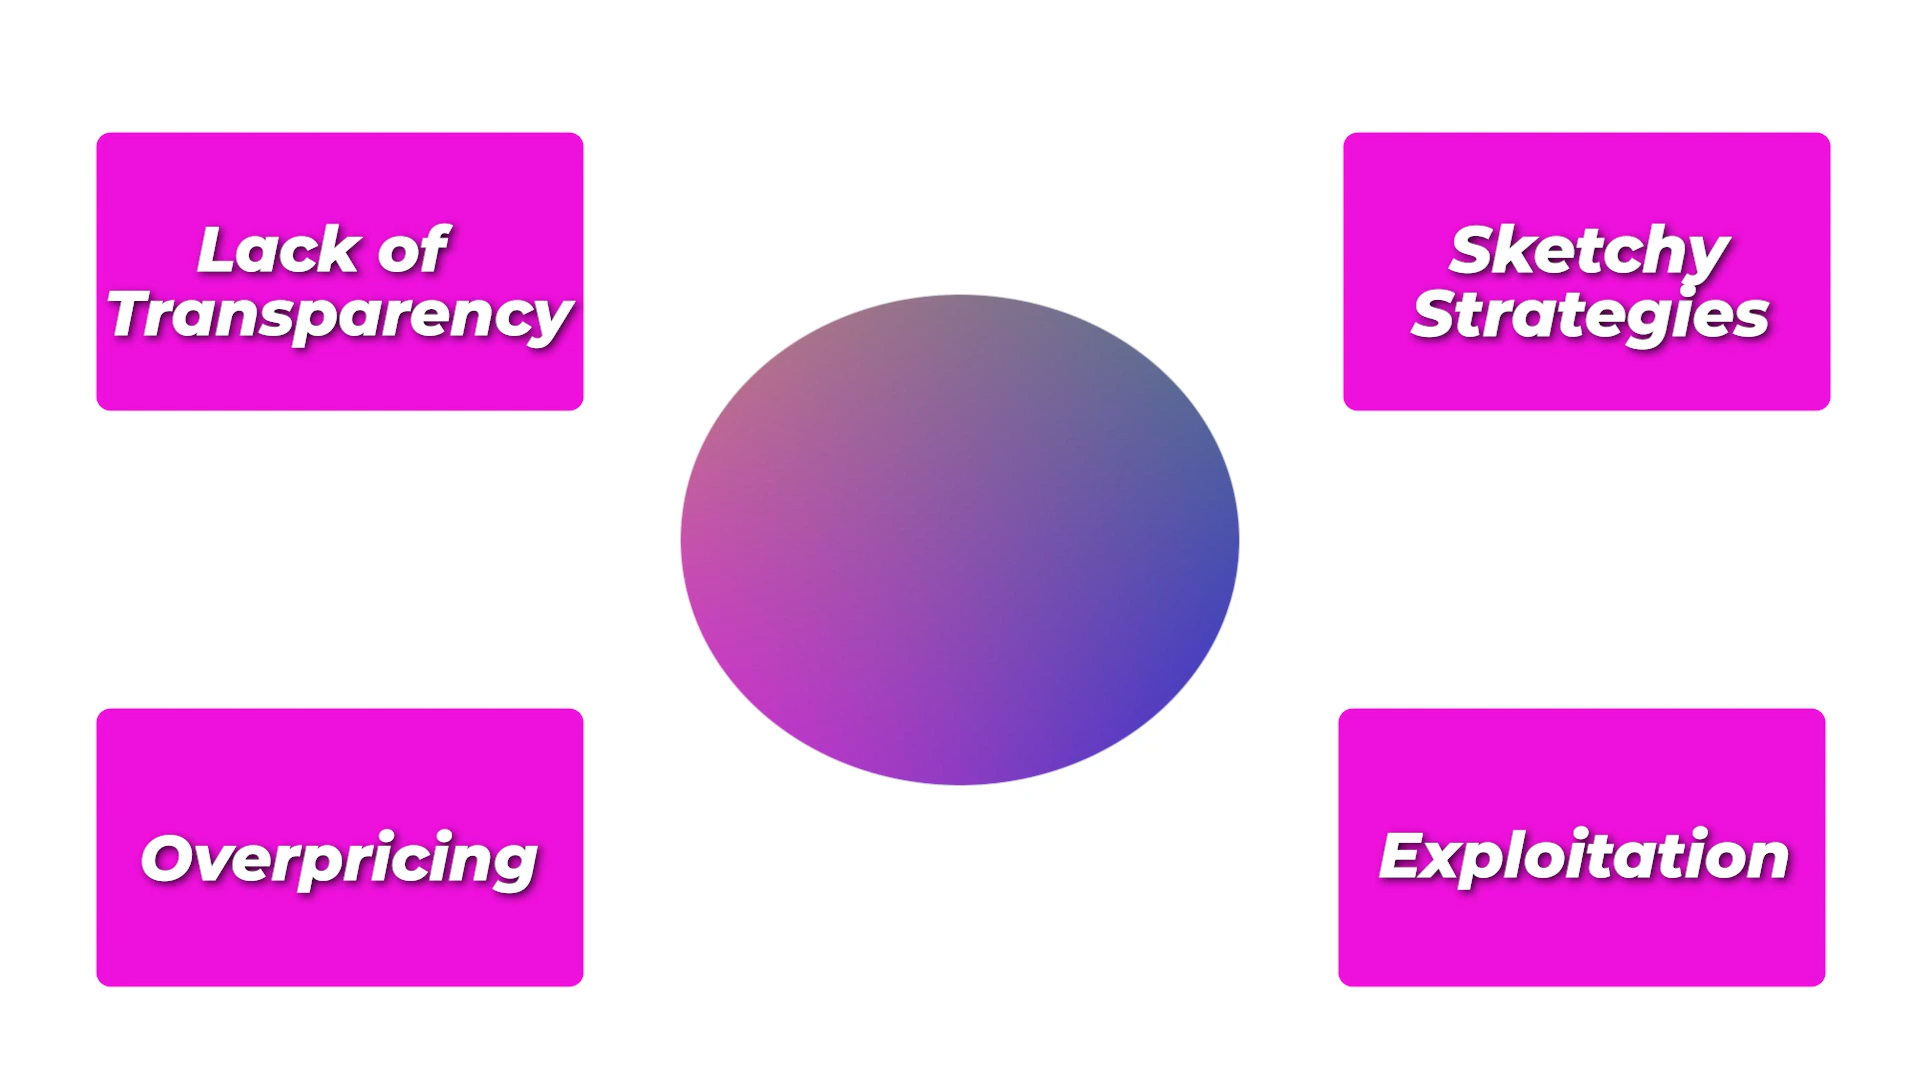 Lack of
Transparency
Sketchy
Strategies
Overpricing
Exploitation